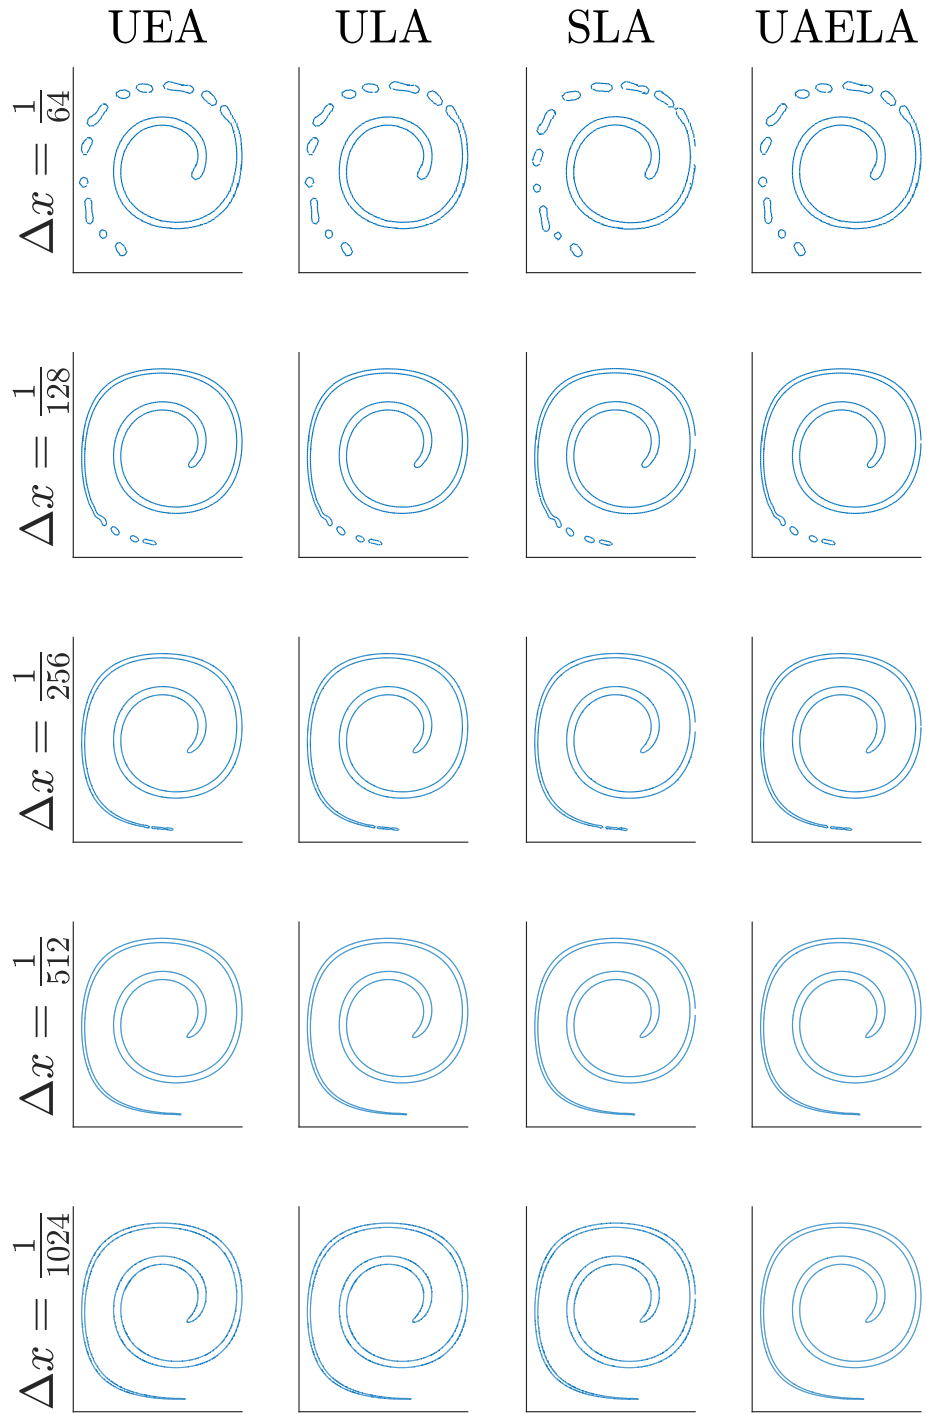 UEA ULA SLA UAELA
Δx = 1/64
Δx = 1/128
Δx = 1/256
Δx = 1/512
Δx = 1/1024